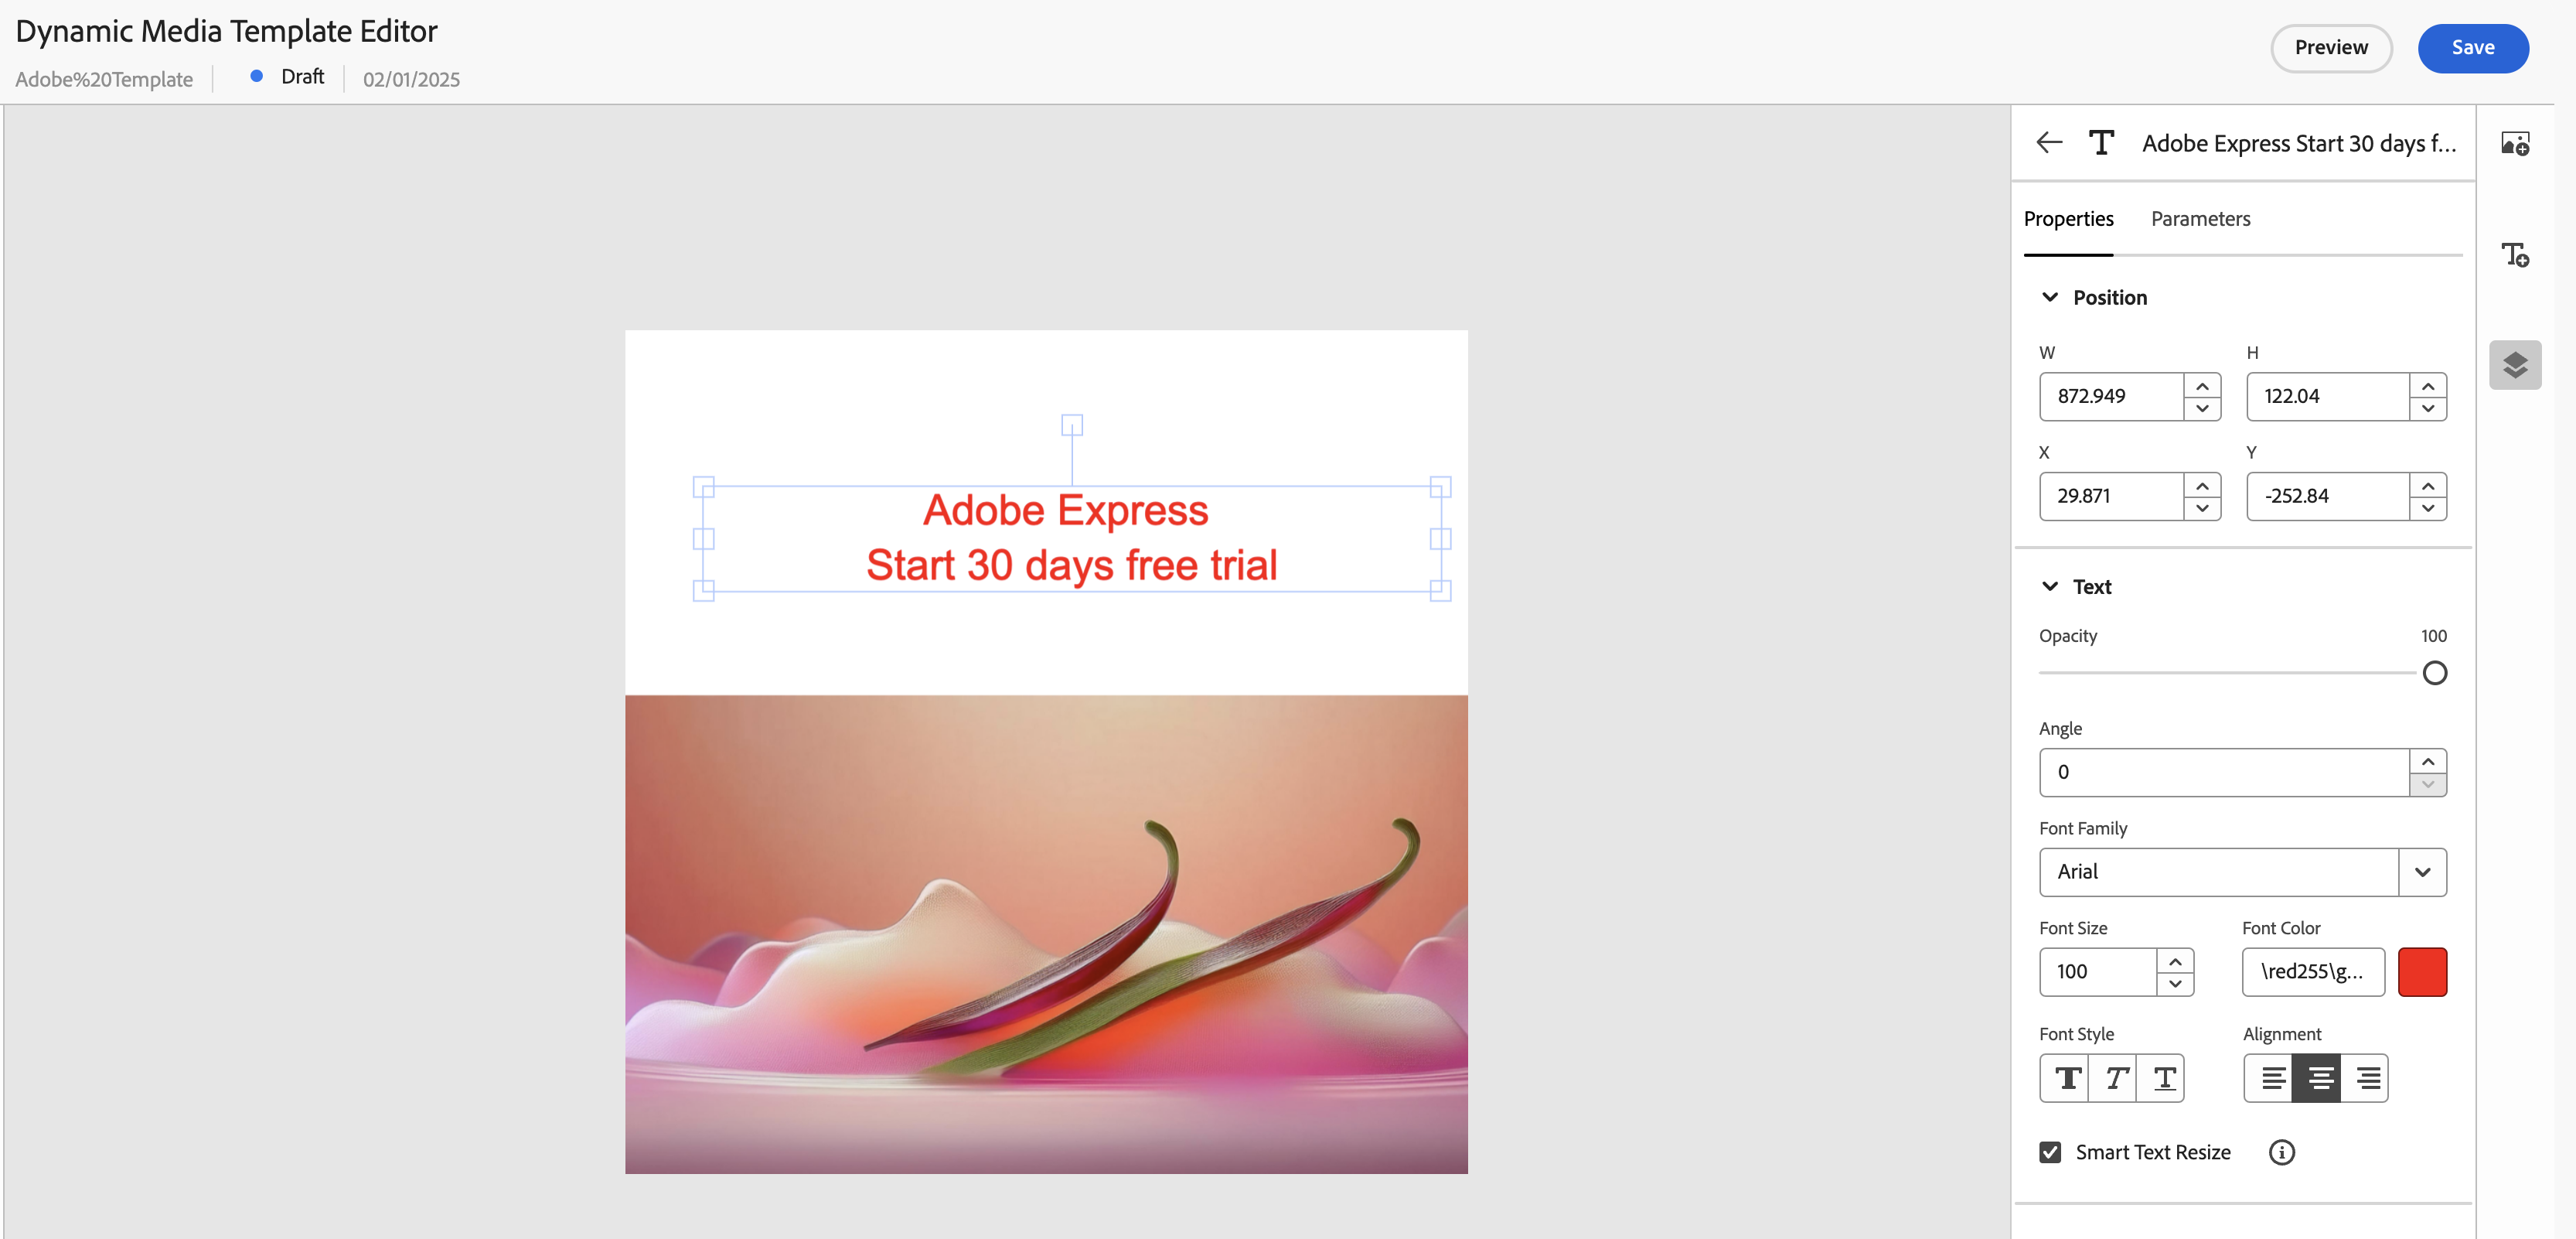 Dynamic Media Template Editor
Adobe%20Template
Draft
02/01/2025
Preview
Save
Adobe Express
Start 30 days free trial
Adobe Express Start 30 days f...
Properties
Parameters
Position
W
H
872.949
122.04
X
Y
29.871
-252.84
Text
Opacity
100
Angle
0
Font Family
Arial
Font Size
Font Color
100
\red255\g...
Font Style
Alignment
Smart Text Resize